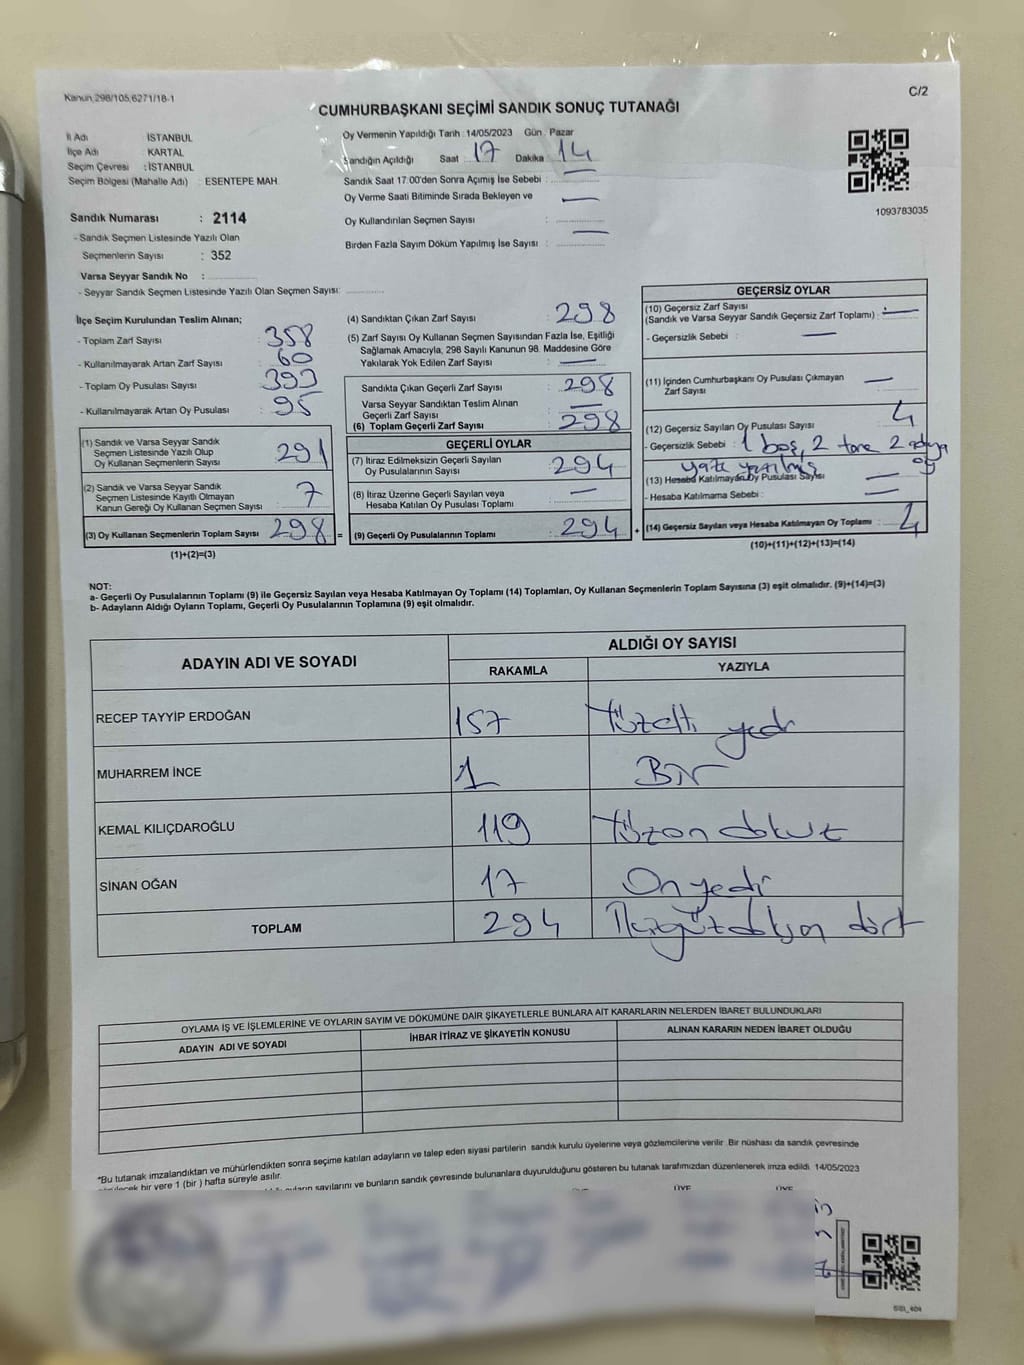 Kanun,298/105,6271/18-1
C/2
CUMHURBAŞKANI SEÇİMİ SANDIK SONUÇ TUTANAĞI
İl Adı : İSTANBUL
İlçe Adı : KARTAL
Seçim Çevresi : İSTANBUL
Seçim Bölgesi (Mahalle Adı) : ESENTEPE MAH.
Oy Vermenin Yapıldığı Tarih : 14/05/2023 Gün : Pazar
Sandığın Açıldığı Saat : 17 Dakika : 14
Sandık Saat 17:00'den Sonra Açımış İse Sebebi : —
Oy Verme Saati Bitiminde Sırada Bekleyen ve
Oy Kullandırılan Seçmen Sayısı : —
Birden Fazla Sayım Döküm Yapılmış İse Sayısı : —
1093783035
Sandık Numarası : 2114
- Sandık Seçmen Listesinde Yazılı Olan
Seçmenlerin Sayısı : 352
Varsa Seyyar Sandık No :
- Seyyar Sandık Seçmen Listesinde Yazılı Olan Seçmen Sayısı:
İlçe Seçim Kurulundan Teslim Alınan;
- Toplam Zarf Sayısı : 358
- Kullanılmayarak Artan Zarf Sayısı : 60
- Toplam Oy Pusulası Sayısı : 393
- Kullanılmayarak Artan Oy Pusulası : 95
(1) Sandık ve Varsa Seyyar Sandık
Seçmen Listesinde Yazılı Olup
Oy Kullanan Seçmenlerin Sayısı : 291
(2) Sandık ve Varsa Seyyar Sandık
Seçmen Listesinde Kayıtlı Olmayan
Kanun Gereği Oy Kullanan Seçmen Sayısı : 7
(3) Oy Kullanan Seçmenlerin Toplam Sayısı : 298
(1)+(2)=(3)
(4) Sandıktan Çıkan Zarf Sayısı : 298
(5) Zarf Sayısı Oy Kullanan Seçmen Sayısından Fazla İse, Eşitliği
Sağlamak Amacıyla, 298 Sayılı Kanunun 98. Maddesine Göre
Yakılarak Yok Edilen Zarf Sayısı : —
Sandıkta Çıkan Geçerli Zarf Sayısı : 298
Varsa Seyyar Sandıktan Teslim Alınan
Geçerli Zarf Sayısı : —
(6) Toplam Geçerli Zarf Sayısı : 298
GEÇERLİ OYLAR
(7) İtiraz Edilmeksizin Geçerli Sayılan
Oy Pusulalarının Sayısı : 294
(8) İtiraz Üzerine Geçerli Sayılan veya
Hesaba Katılan Oy Pusulası Toplamı : —
= (9) Geçerli Oy Pusulalarının Toplamı : 294 +
GEÇERSİZ OYLAR
(10) Geçersiz Zarf Sayısı
(Sandık ve Varsa Seyyar Sandık Geçersiz Zarf Toplamı) : —
- Geçersizlik Sebebi : —
(11) İçinden Cumhurbaşkanı Oy Pusulası Çıkmayan
Zarf Sayısı : —
(12) Geçersiz Sayılan Oy Pusulası Sayısı : 4
- Geçersizlik Sebebi : 1 boş, 2 tane 2 adaya oy
(13) Hesaba Katılmayan Oy Pusulası Sayısı : —
- Hesaba Katılmama Sebebi : —
(14) Geçersiz Sayılan veya Hesaba Katılmayan Oy Toplamı : 4
(10)+(11)+(12)+(13)=(14)
NOT:
a- Geçerli Oy Pusulalarının Toplamı (9) ile Geçersiz Sayılan veya Hesaba Katılmayan Oy Toplamı (14) Toplamları, Oy Kullanan Seçmenlerin Toplam Sayısına (3) eşit olmalıdır. (9)+(14)=(3)
b- Adayların Aldığı Oyların Toplamı, Geçerli Oy Pusulalarının Toplamına (9) eşit olmalıdır.
ADAYIN ADI VE SOYADI
ALDIĞI OY SAYISI
RAKAMLA YAZIYLA
RECEP TAYYİP ERDOĞAN 157 Yüzelli yedi
MUHARREM İNCE 1 Bir
KEMAL KILIÇDAROĞLU 119 Yüzon dokuz
SİNAN OĞAN 17 Onyedi
TOPLAM 294 İkiyüzdoksan dört
OYLAMA İŞ VE İŞLEMLERİNE VE OYLARIN SAYIM VE DÖKÜMÜNE DAİR ŞİKAYETLERLE BUNLARA AİT KARARLARIN NELERDEN İBARET BULUNDUKLARI
ADAYIN ADI VE SOYADI İHBAR İTİRAZ VE ŞİKAYETİN KONUSU ALINAN KARARIN NEDEN İBARET OLDUĞU
*Bu tutanak imzalandıktan ve mühürlendikten sonra seçime katılan adayların ve talep eden siyasi partilerin sandık kurulu üyelerine veya gözlemcilerine verilir. Bir nüshası da sandık çevresinde
bir yere 1 (bir ) hafta süreyle asılır.
sayılarını ve bunların sandık çevresinde bulunanlara duyurulduğunu gösteren bu tutanak tarafımızdan düzenlenerek imza edildi. 14/05/2023
ÜYE ÜYE